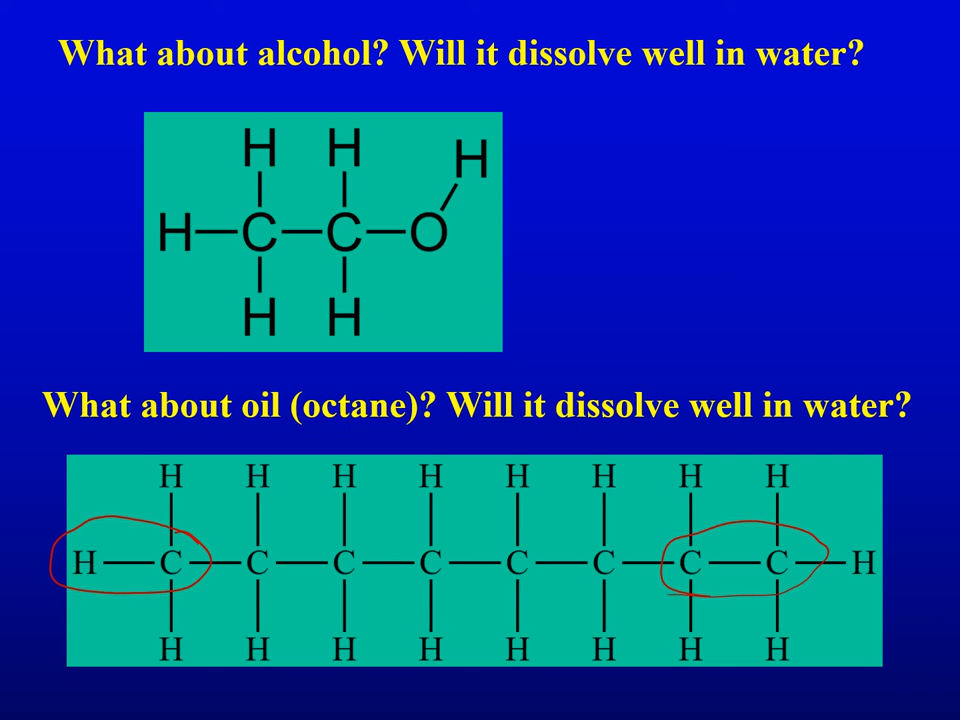 What about alcohol? Will it dissolve well in water?
H H H
H C C O
H H
What about oil (octane)? Will it dissolve well in water?
H H H H H H H H
H C C C C C C C C H
H H H H H H H H